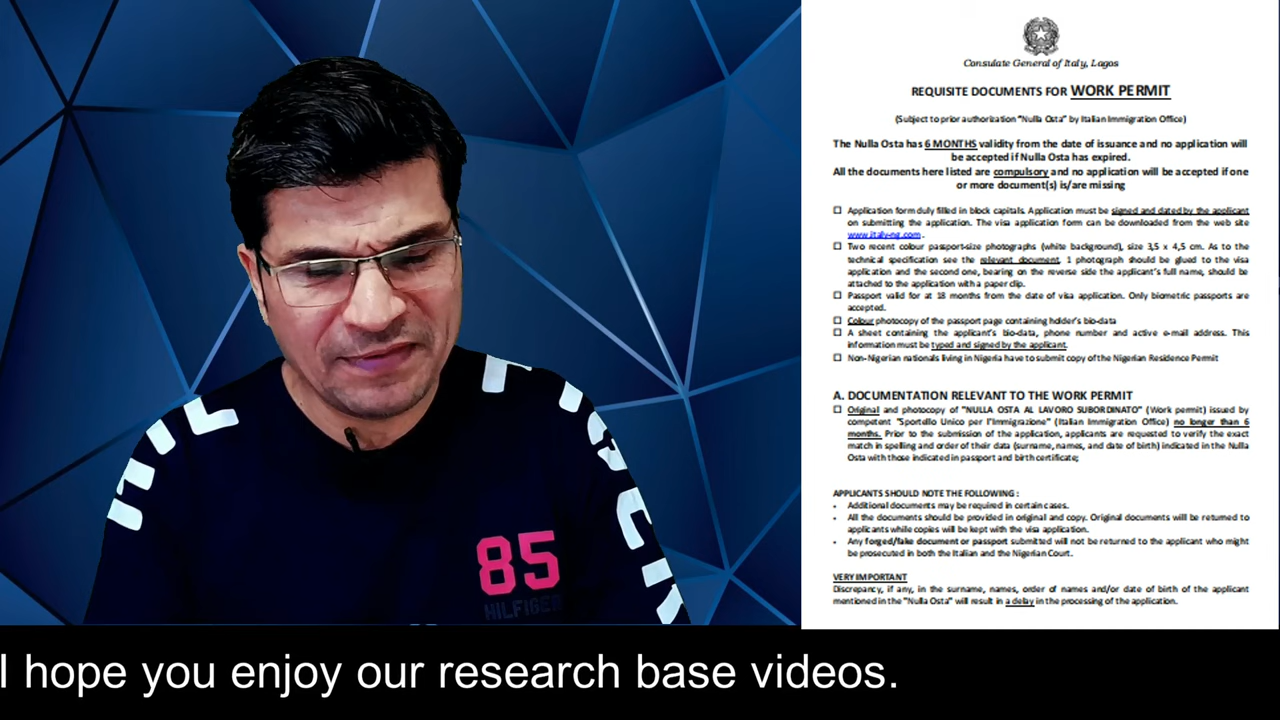 Consulate General of Italy, Lagos
REQUISITE DOCUMENTS FOR WORK PERMIT
(Subject to prior authorization "Nulla Osta" by Italian Immigration Office)
The Nulla Osta has 6 MONTHS validity from the date of issuance and no application will
be accepted if Nulla Osta has expired.
All the documents here listed are compulsory and no application will be accepted if one
or more document(s) is/are missing
☐ Application form duly filled in block capitals. Application must be signed and dated by the applicant
on submitting the application. The visa application form can be downloaded from the web site
www.italy-ng.com .
☐ Two recent colour passport-size photographs (white background), size 3,5 x 4,5 cm. As to the
technical specification see the relevant document. 1 photograph should be glued to the visa
application and the second one, bearing on the reverse side the applicant's full name, should be
attached to the application with a paper clip.
☐ Passport valid for at 18 months from the date of visa application. Only biometric passports are
accepted.
☐ Colour photocopy of the passport page containing holder's bio-data
☐ A sheet containing the applicant's bio-data, phone number and active e-mail address. This
information must be typed and signed by the applicant.
☐ Non-Nigerian nationals living in Nigeria have to submit copy of the Nigerian Residence Permit
A. DOCUMENTATION RELEVANT TO THE WORK PERMIT
☐ Original and photocopy of "NULLA OSTA AL LAVORO SUBORDINATO" (Work permit) issued by
competent "Sportello Unico per l'Immigrazione" (Italian Immigration Office) no longer than 6
months. Prior to the submission of the application, applicants are requested to verify the exact
match in spelling and order of their data (surname, names, and date of birth) indicated in the Nulla
Osta with those indicated in passport and birth certificate;
APPLICANTS SHOULD NOTE THE FOLLOWING :
• Additional documents may be required in certain cases.
• All the documents should be provided in original and copy. Original documents will be returned to
applicants while copies will be kept with the visa application.
• Any forged/fake document or passport submitted will not be returned to the applicant who might
be prosecuted in both the Italian and the Nigerian Court.
VERY IMPORTANT
Discrepancy, if any, in the surname, names, order of names and/or date of birth of the applicant
mentioned in the "Nulla Osta" will result in a delay in the processing of the application.
85
HILFIGER
I hope you enjoy our research base videos.